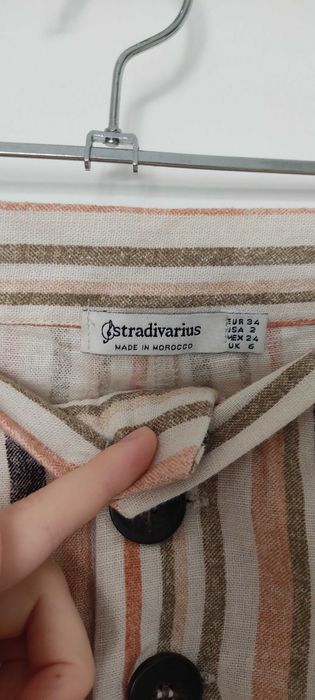 stradivarius
MADE IN MOROCCO
EUR 34
USA 2
MEX 24
UK 6